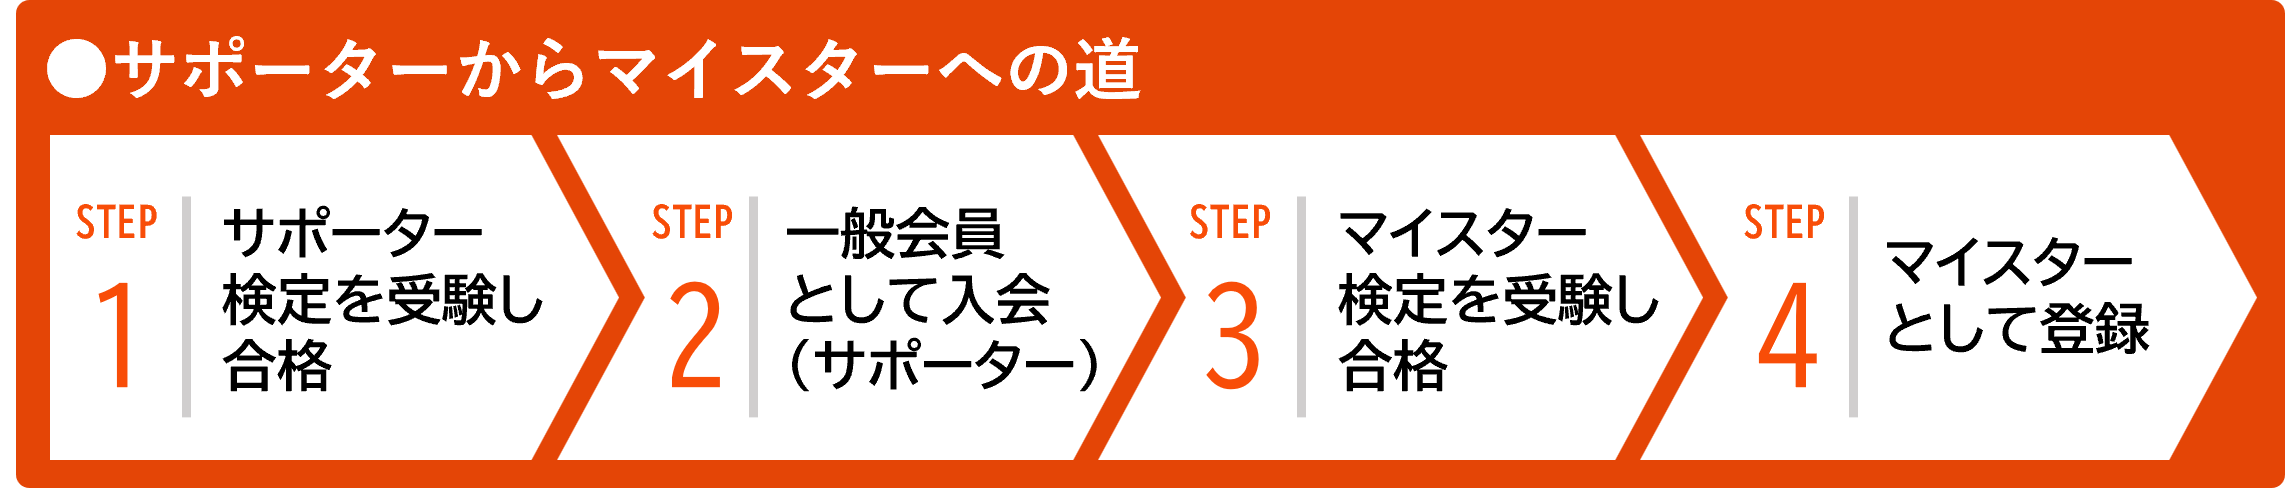 ●サポーターからマイスターへの道
STEP
1
サポーター
検定を受験し
合格
STEP
2
一般会員
として入会
（サポーター）
STEP
3
マイスター
検定を受験し
合格
STEP
4
マイスター
として登録